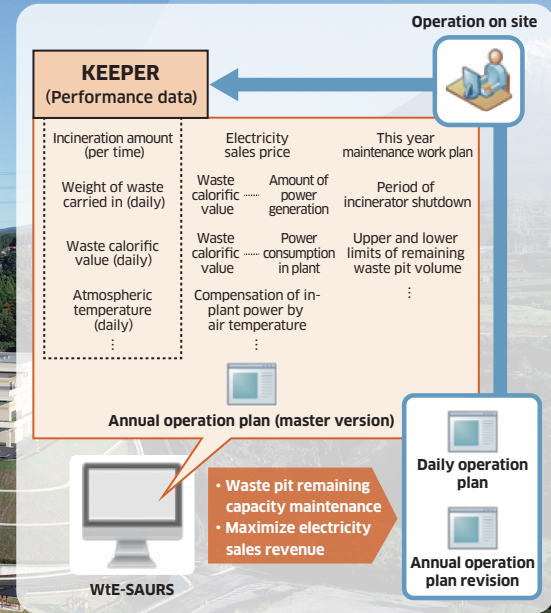 Operation on site
KEEPER
(Performance data)
Incineration amount
(per time)
Weight of waste
carried in (daily)
Waste calorific
value (daily)
Atmospheric
temperature
(daily)
⋮
Electricity
sales price
Waste
calorific
value
......
Amount of
power
generation
Waste
calorific
value
......
Power
consumption
in plant
Compensation of in-
plant power by
air temperature
⋮
This year
maintenance work plan
Period of
incinerator shutdown
Upper and lower
limits of remaining
waste pit volume
⋮
Annual operation plan (master version)
WtE-SAURS
• Waste pit remaining
capacity maintenance
• Maximize electricity
sales revenue
Daily operation
plan
Annual operation
plan revision